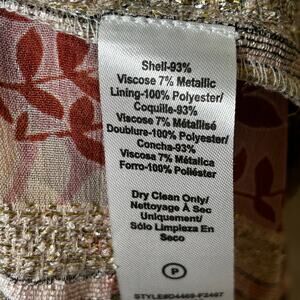 Shell-93%
Viscose 7% Metallic
Lining-100% Polyester/
Coquille-93%
Viscose 7% Métallisé
Doublure-100% Polyester/
Concha-93%
Viscosa 7% Metálica
Forro-100% Poliéster
Dry Clean Only/
Nettoyage À Sec
Uniquement/
Sólo Limpieza En
Seco
P